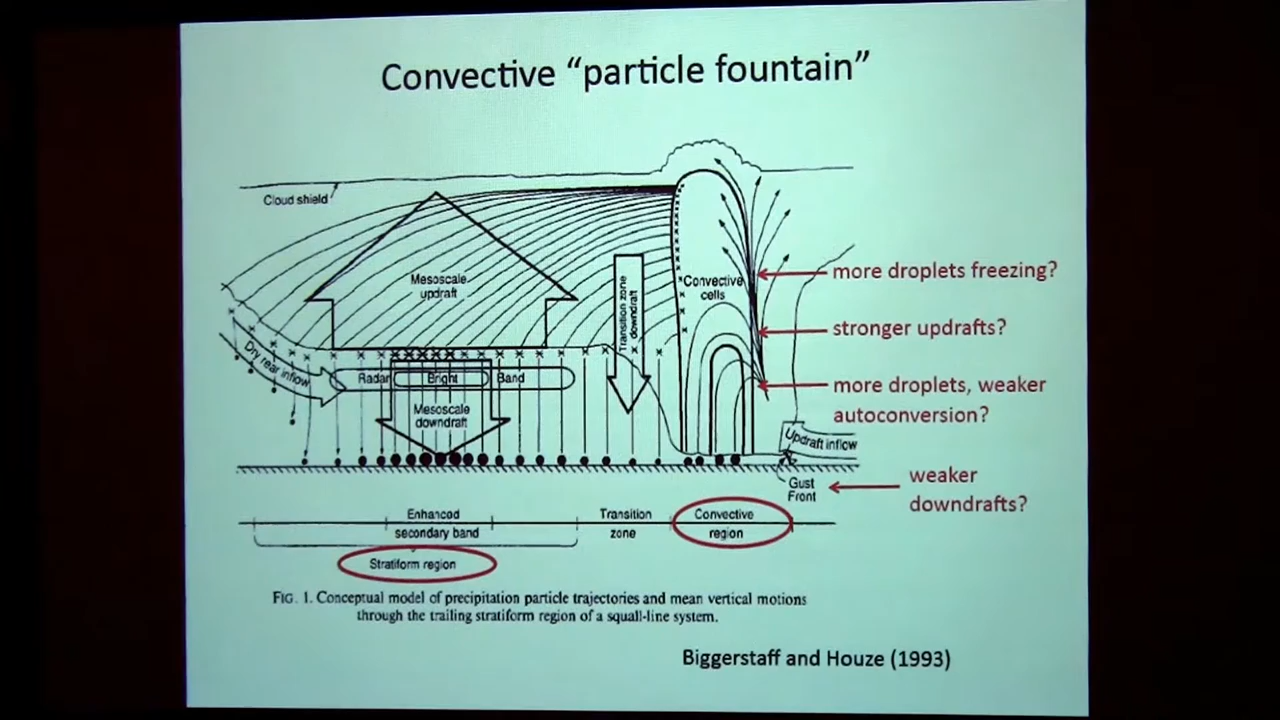 Convective “particle fountain”
Cloud shield
Mesoscale
updraft
Transition zone
downdraft
Convective
cells
more droplets freezing?
stronger updrafts?
more droplets, weaker
autoconversion?
Dry rear inflow
Radar Bright Band
Mesoscale
downdraft
Updraft inflow
Gust
Front
weaker
downdrafts?
Enhanced
secondary band
Transition
zone
Convective
region
Stratiform region
FIG. 1. Conceptual model of precipitation particle trajectories and mean vertical motions
through the trailing stratiform region of a squall-line system.
Biggerstaff and Houze (1993)